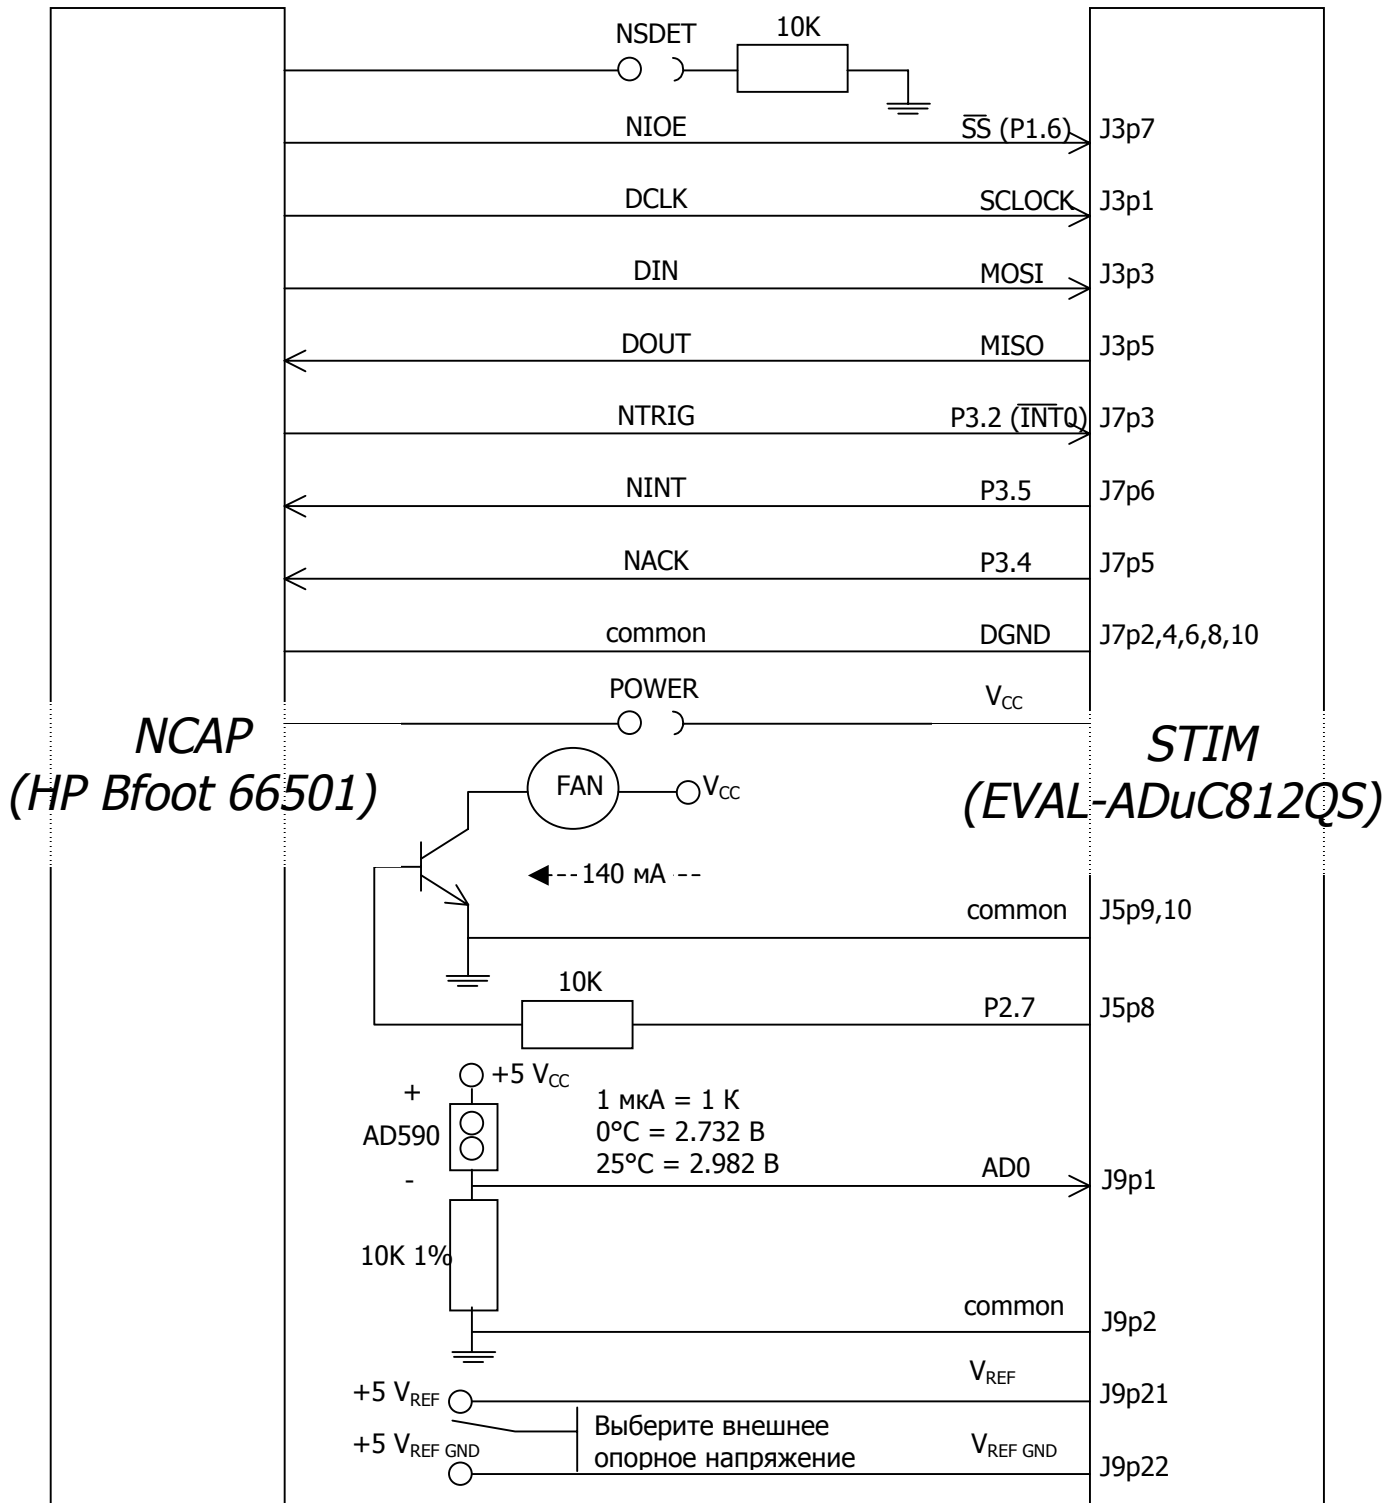 NSDET 10K
NIOE SS (P1.6) J3p7
DCLK SCLOCK J3p1
DIN MOSI J3p3
DOUT MISO J3p5
NTRIG P3.2 (INT0) J7p3
NINT P3.5 J7p6
NACK P3.4 J7p5
common DGND J7p2,4,6,8,10
POWER VCC
NCAP
(HP Bfoot 66501)
STIM
(EVAL-ADuC812QS)
FAN VCC
140 мА
common J5p9,10
10K
P2.7 J5p8
+5 VCC
+
AD590
-
1 мкА = 1 К
0°C = 2.732 В
25°C = 2.982 В
AD0 J9p1
10K 1%
common J9p2
+5 VREF VREF J9p21
Выберите внешнее
опорное напряжение
+5 VREF GND VREF GND J9p22